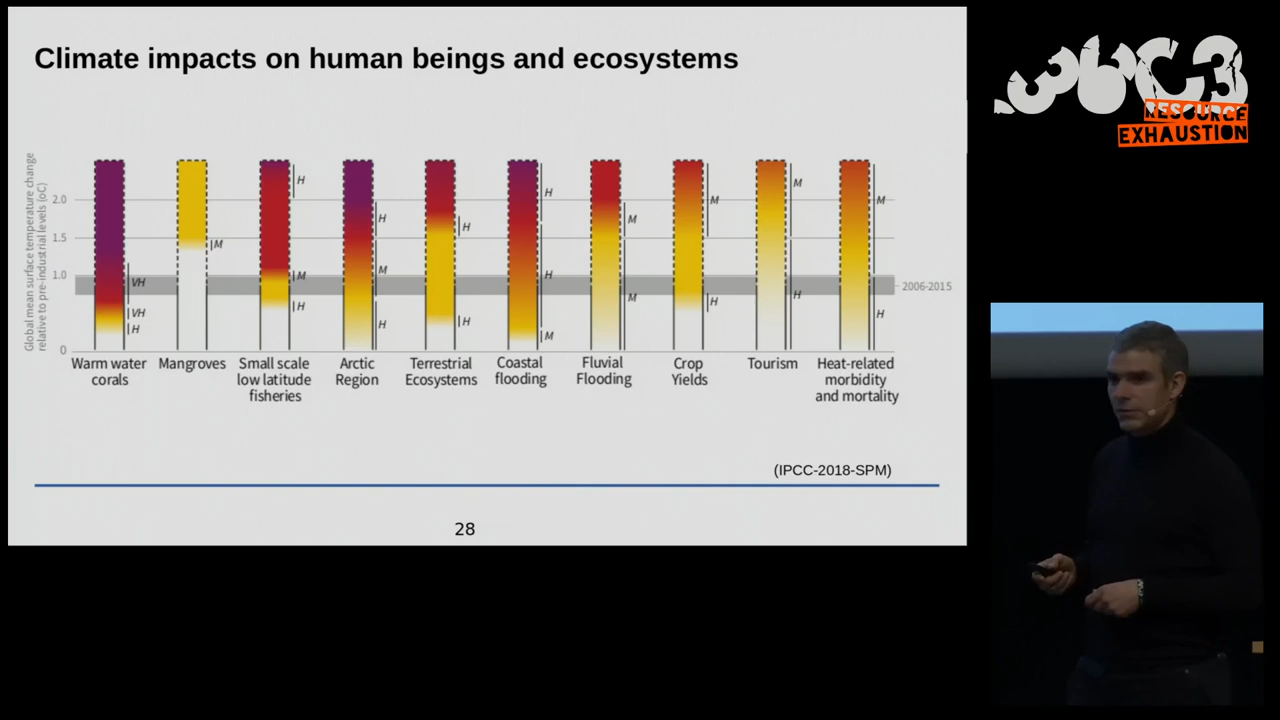 Climate impacts on human beings and ecosystems
36C3
RESOURCE
EXHAUSTION
Global mean surface temperature change
relative to pre-industrial levels (oC)
2.0
1.5
1.0
0
2006-2015
VH
VH
H
M
H
M
H
H
M
H
H
H
H
H
M
M
M
M
H
M
H
M
H
Warm water
corals
Mangroves
Small scale
low latitude
fisheries
Arctic
Region
Terrestrial
Ecosystems
Coastal
flooding
Fluvial
Flooding
Crop
Yields
Tourism
Heat-related
morbidity
and mortality
(IPCC-2018-SPM)
28